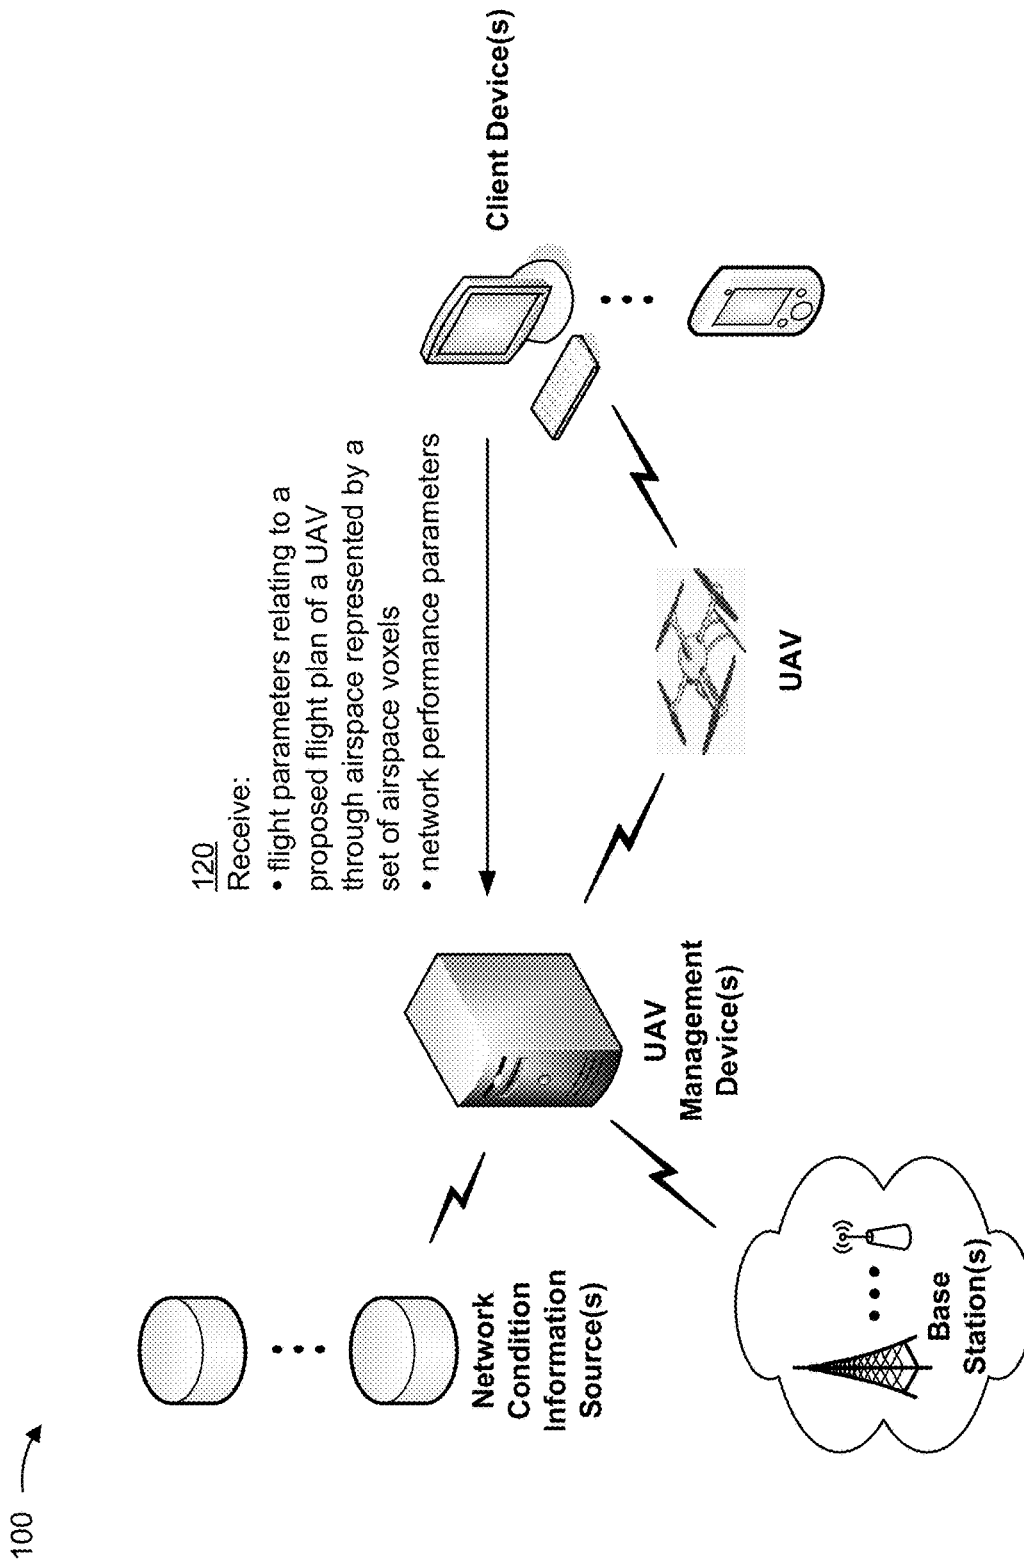 100
120
Receive:
• flight parameters relating to a
proposed flight plan of a UAV
through airspace represented by a
set of airspace voxels
• network performance parameters
Client Device(s)
UAV
Management
Device(s)
UAV
Network
Condition
Information
Source(s)
Base
Station(s)